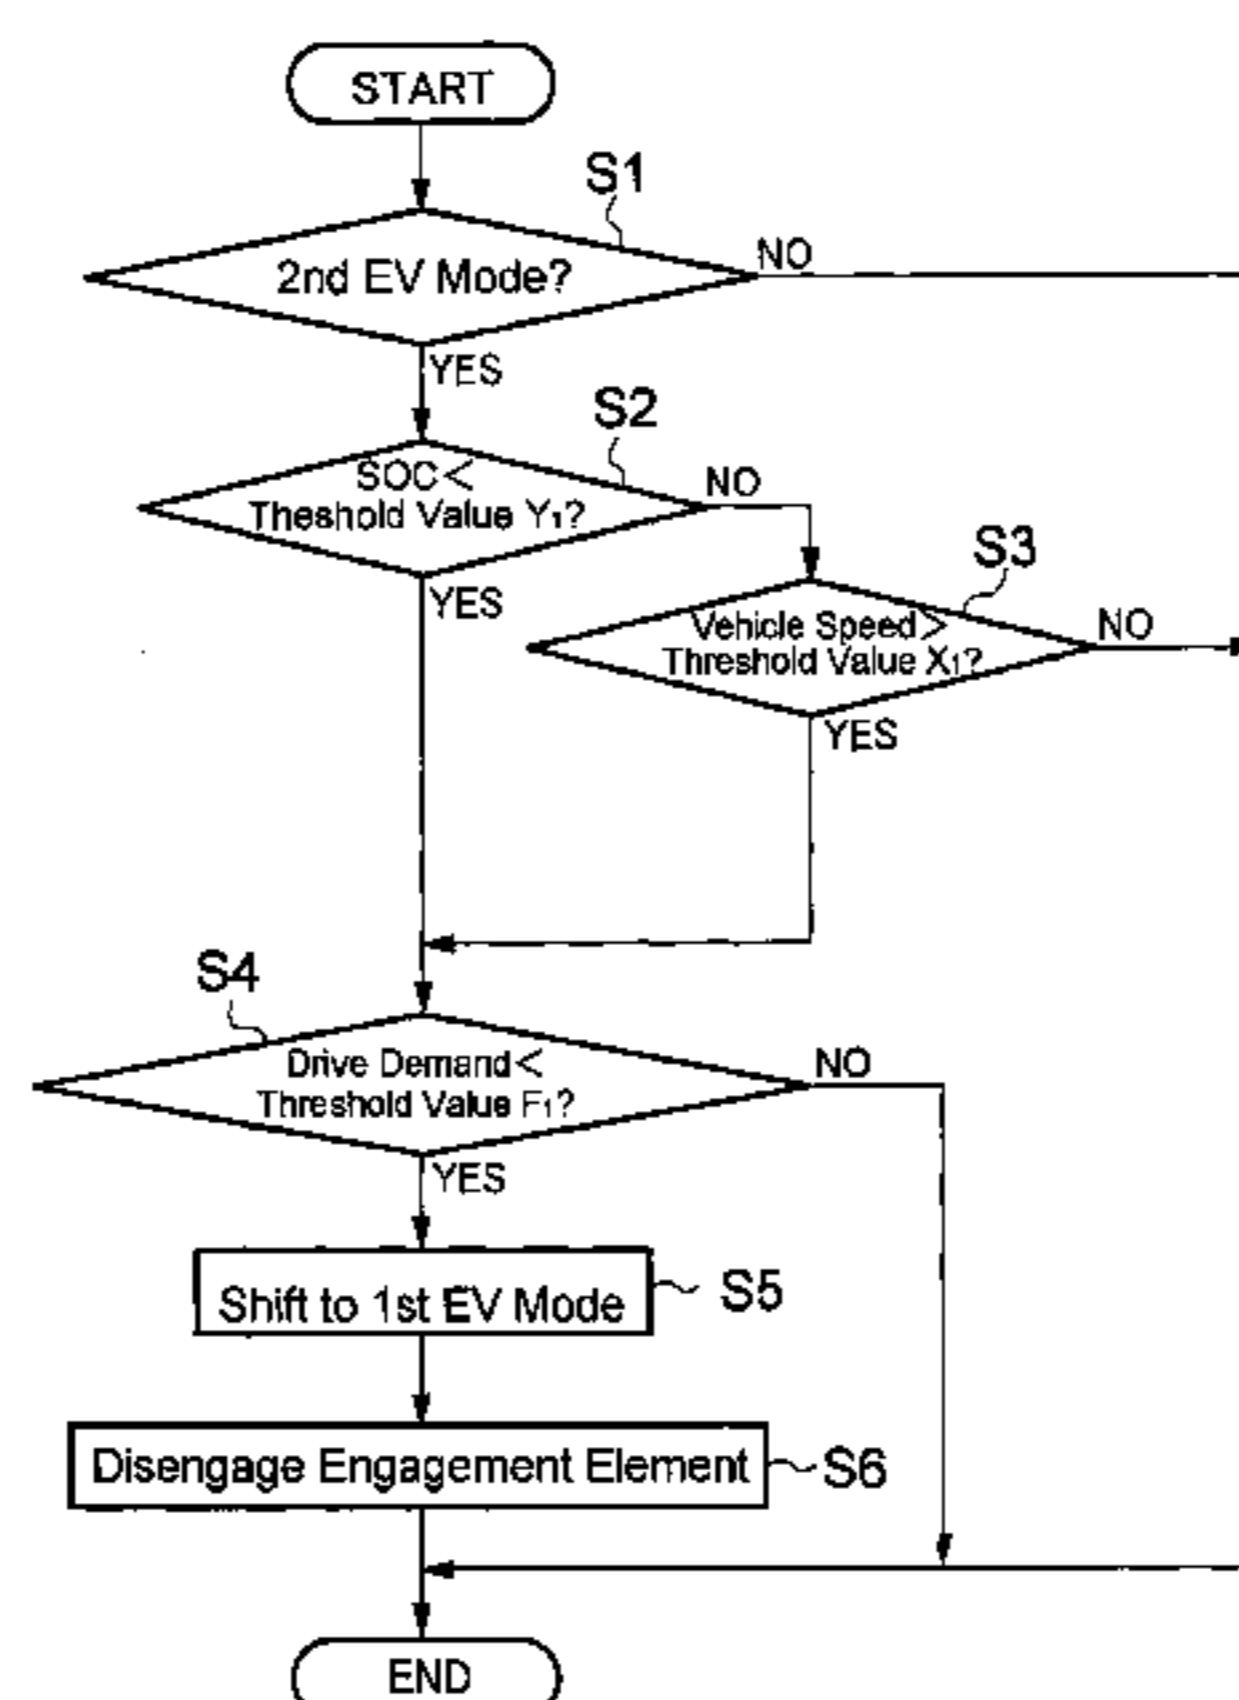 START
S1
2nd EV Mode?
NO
YES
S2
SOC<
Theshold Value Y₁?
NO
YES
S3
Vehicle Speed>
Threshold Value X₁?
NO
YES
S4
Drive Demand<
Threshold Value F₁?
NO
YES
Shift to 1st EV Mode
S5
Disengage Engagement Element
S6
END